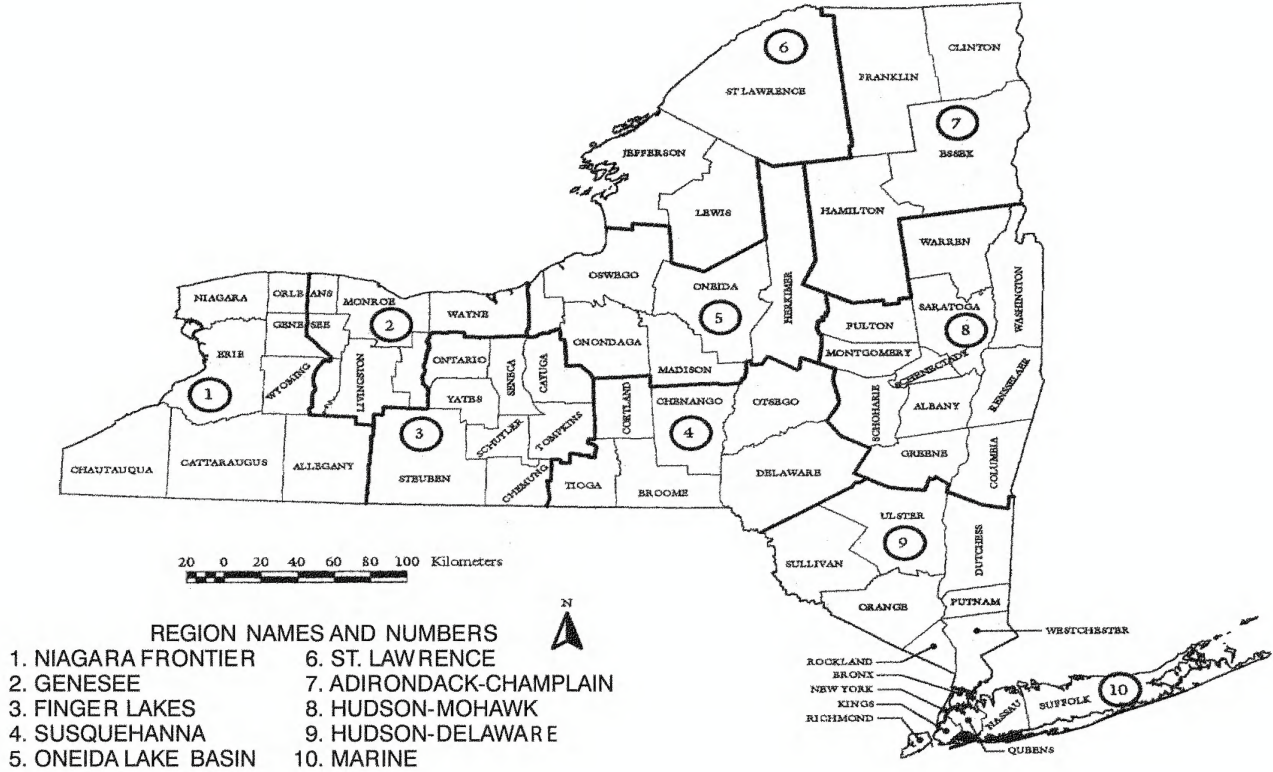 6
CLINTON
FRANKLIN
ST LAWRENCE
7
ESSEX
JEFFERSON
LEWIS
HAMILTON
WARREN
OSWEGO
ONEIDA
HERKIMER
WASHINGTON
NIAGARA
ORLEANS
MONROE
WAYNE
SARATOGA
2
5
8
FULTON
GENESEE
ERIE
ONTARIO
SENECA
CAYUGA
ONONDAGA
MADISON
MONTGOMERY
SCHENECTADY
WYOMING
LIVINGSTON
YATES
CORTLAND
CHENANGO
OTSEGO
SCHOHARIE
ALBANY
RENSSELAER
1
3
4
SCHUYLER
TOMPKINS
GREENE
COLUMBIA
CHAUTAUQUA
CATTARAUGUS
ALLEGANY
STEUBEN
CHEMUNG
TIOGA
BROOME
DELAWARE
ULSTER
9
DUTCHESS
SULLIVAN
20 0 20 40 60 80 100 Kilometers
ORANGE
PUTNAM
N
WESTCHESTER
ROCKLAND
BRONX
NEW YORK
KINGS
RICHMOND
NASSAU
SUFFOLK
10
QUEENS
REGION NAMES AND NUMBERS
1. NIAGARA FRONTIER 6. ST. LAWRENCE
2. GENESEE 7. ADIRONDACK-CHAMPLAIN
3. FINGER LAKES 8. HUDSON-MOHAWK
4. SUSQUEHANNA 9. HUDSON-DELAWARE
5. ONEIDA LAKE BASIN 10. MARINE